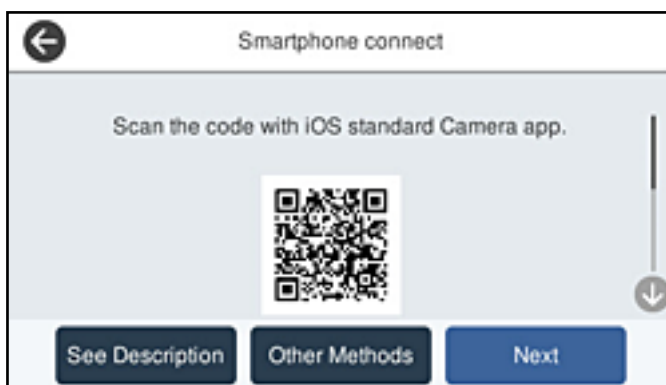 Smartphone connect
Scan the code with iOS standard Camera app.
See Description
Other Methods
Next